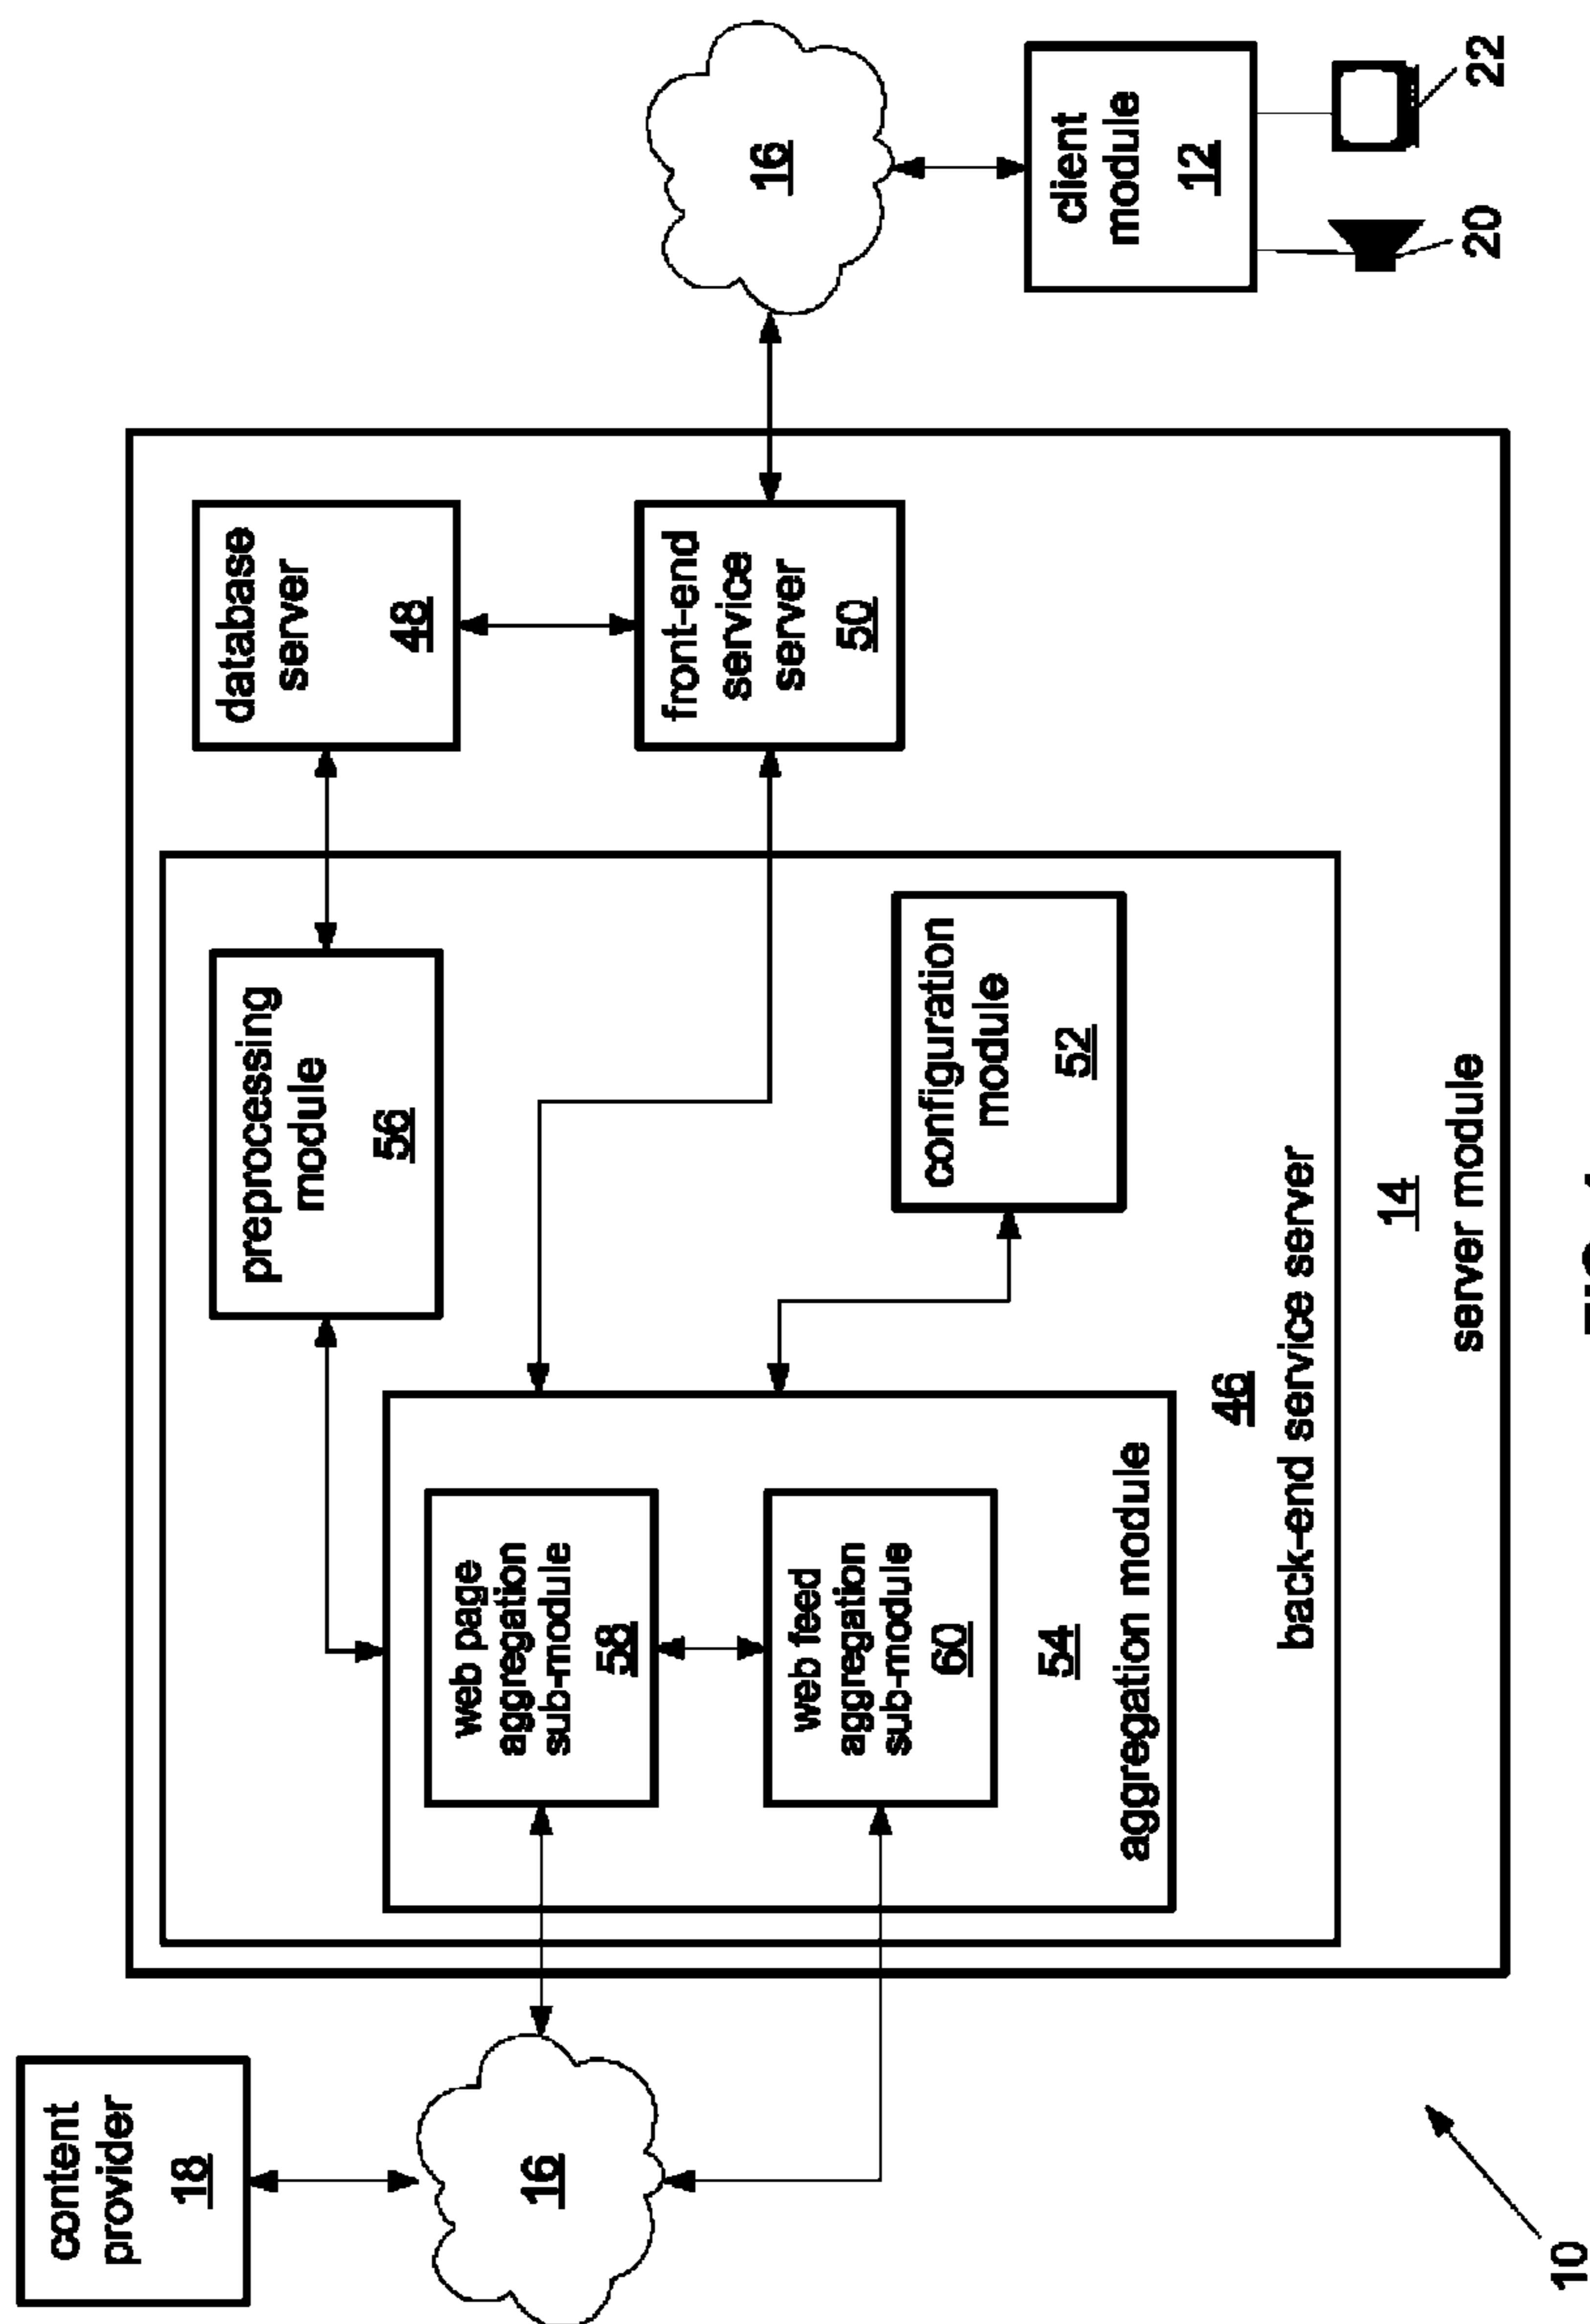 content
provider
18
16
web page
aggregation
sub-module
58
web feed
aggregation
sub-module
60
54
aggregation module
preprocessing
module
56
configuration
module
52
46
back-end service server
14
server module
database
server
48
front-end
service
server
50
16
client
module
12
20
22
10